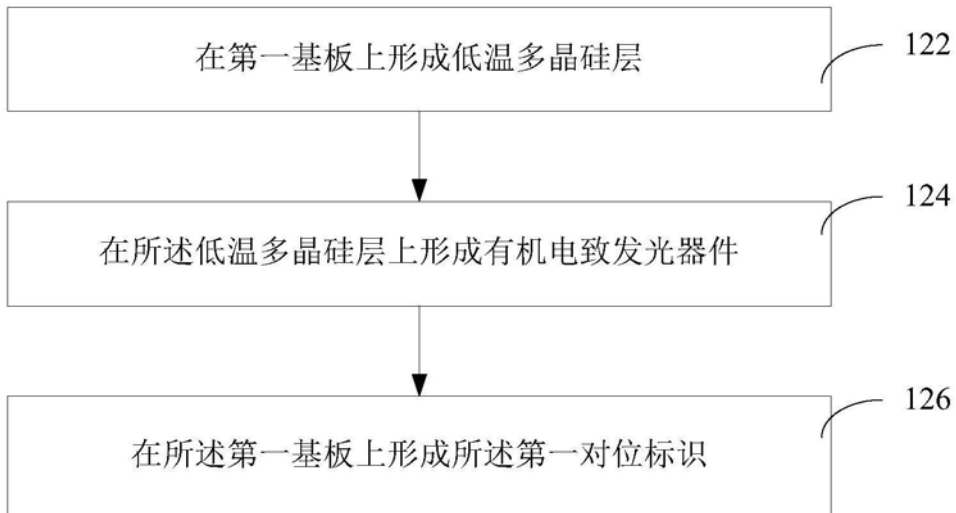 在第一基板上形成低温多晶硅层
122
在所述低温多晶硅层上形成有机电致发光器件
124
在所述第一基板上形成所述第一对位标识
126